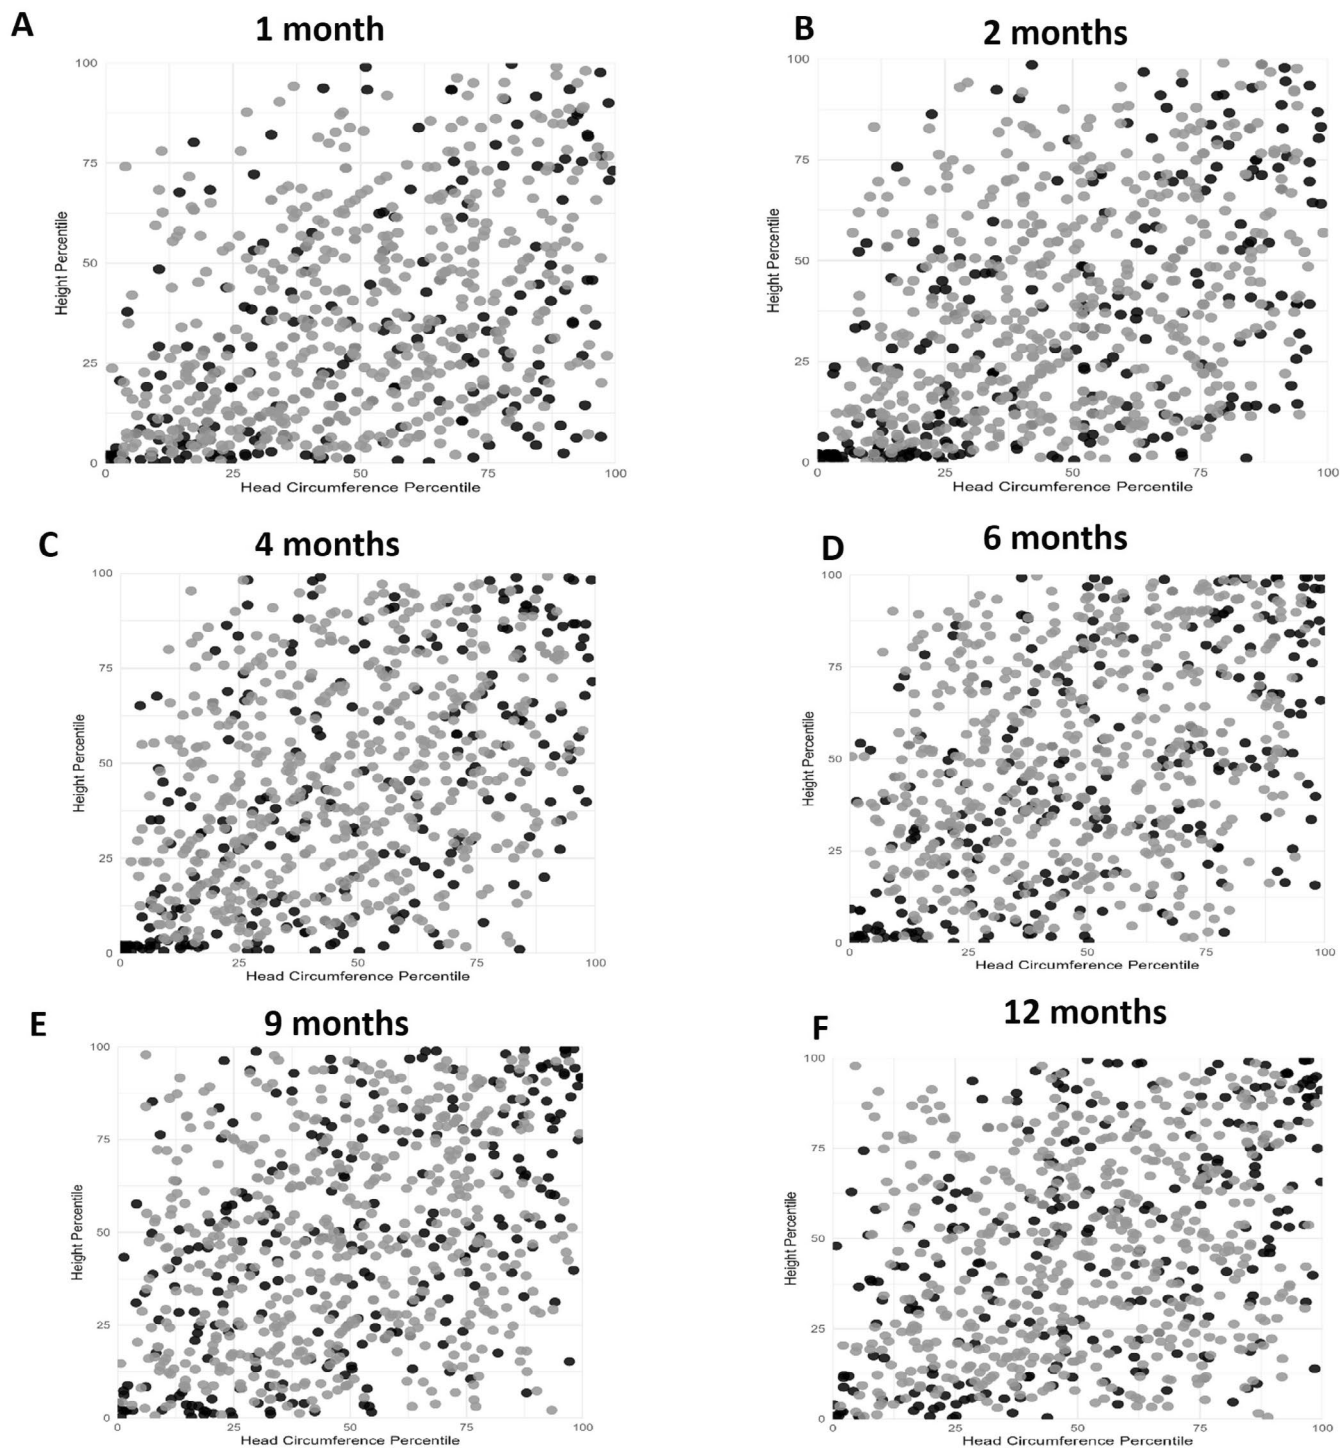 A
1 month
100
75
50
25
0
Height Percentile
0 25 50 75 100
Head Circumference Percentile
B
2 months
100
75
50
25
0
Height Percentile
0 25 50 75 100
Head Circumference Percentile
C
4 months
100
75
50
25
0
Height Percentile
0 25 50 75 100
Head Circumference Percentile
D
6 months
100
75
50
25
0
Height Percentile
0 25 50 75 100
Head Circumference Percentile
E
9 months
100
75
50
25
0
Height Percentile
0 25 50 75 100
Head Circumference Percentile
F
12 months
100
75
50
25
0
Height Percentile
0 25 50 75 100
Head Circumference Percentile